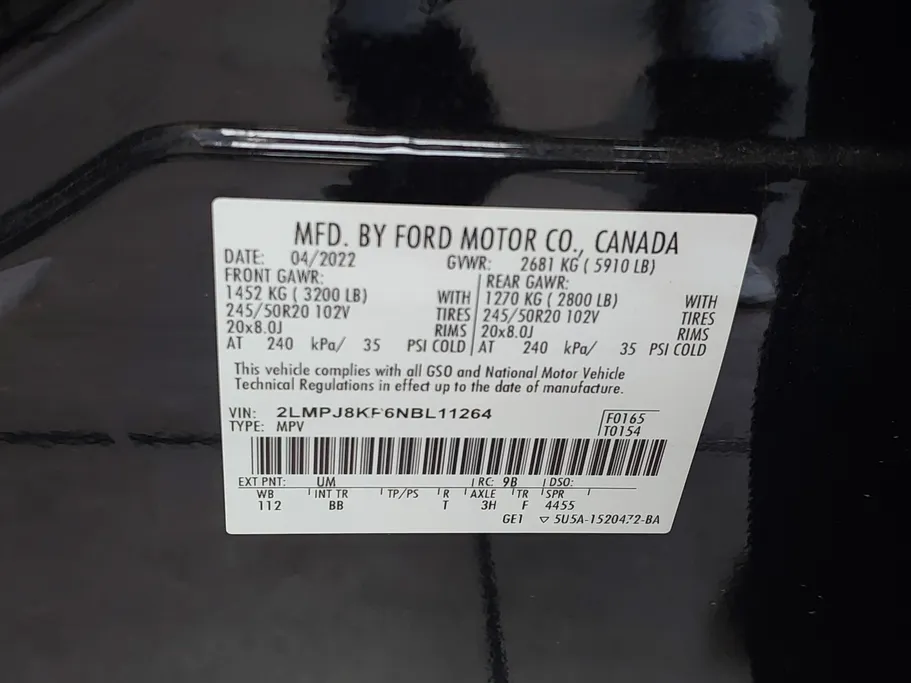 MFD. BY FORD MOTOR CO., CANADA
DATE: 04/2022 GVWR: 2681 KG ( 5910 LB)
FRONT GAWR: REAR GAWR:
1452 KG ( 3200 LB) WITH 1270 KG ( 2800 LB) WITH
245/50R20 102V TIRES 245/50R20 102V TIRES
20x8.0J RIMS 20x8.0J RIMS
AT 240 kPa/ 35 PSI COLD AT 240 kPa/ 35 PSI COLD
This vehicle complies with all GSO and National Motor Vehicle
Technical Regulations in effect up to the date of manufacture.
VIN: 2LMPJ8KP6NBL11264 F0165
TYPE: MPV T0154
EXT PNT: UM RC: 9B DSO:
WB INT TR TP/PS R AXLE TR SPR
112 BB T 3H F 4455
GE1 ▽ 5U5A-1520472-BA